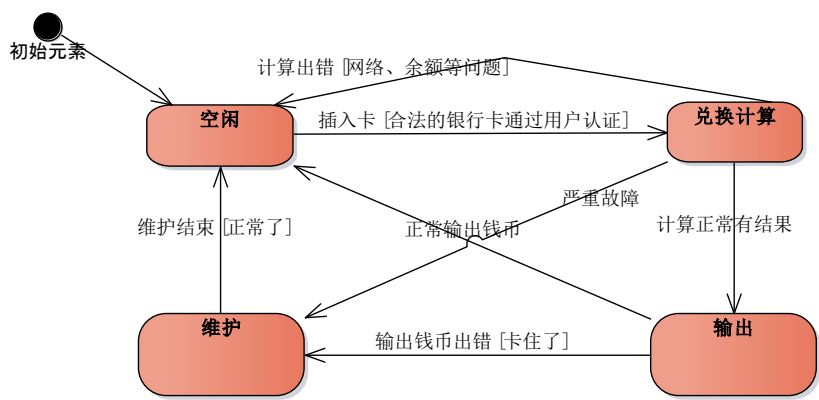 初始元素
计算出错 [网络、余额等问题]
空闲
插入卡 [合法的银行卡通过用户认证]
兑换计算
严重故障
维护结束 [正常了]
正常输出钱币
计算正常有结果
维护
输出钱币出错 [卡住了]
输出